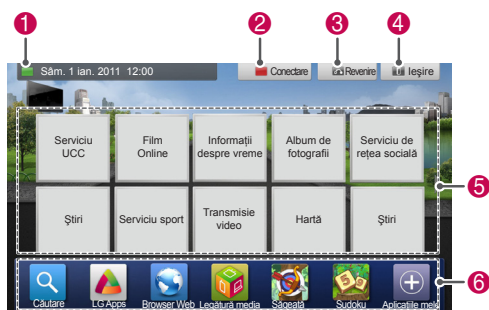 1 2 3 4
Sâm. 1 ian. 2011 12:00 Conectare Revenire Ieşire
Serviciu UCC
Film Online
Informaţii despre vreme
Album de fotografii
Serviciu de reţea socială
5
Ştiri
Serviciu sport
Transmisie video
Hartă
Ştiri
6
Căutare LG Apps Browser Web Legătură media Săgeată Sudoku Aplicaţiile mele